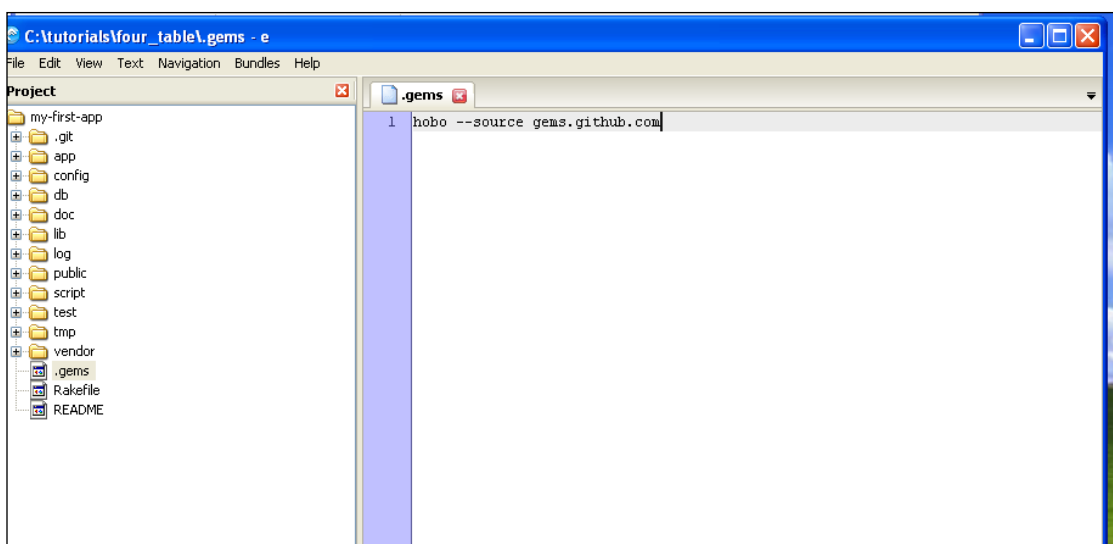 C:\tutorials\four_table\.gems - e
File Edit View Text Navigation Bundles Help
Project
.gems
my-first-app
1 hobo --source gems.github.com
.git
app
config
db
doc
lib
log
public
script
test
tmp
vendor
.gems
Rakefile
README